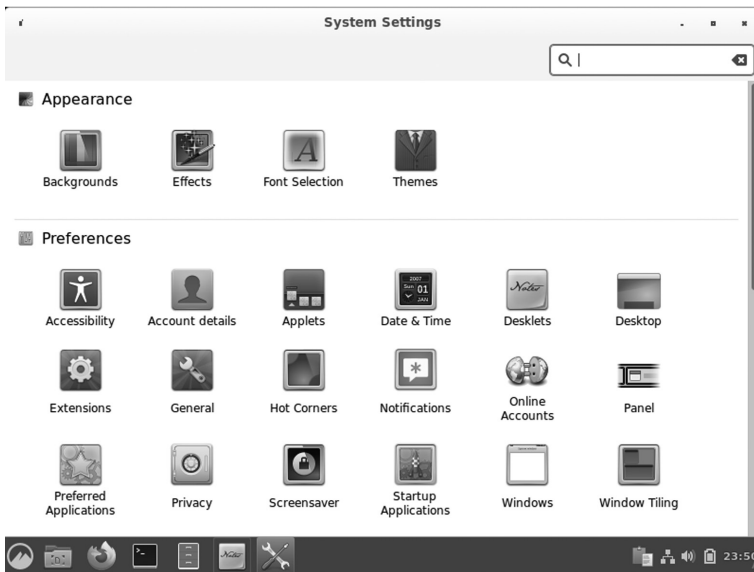 System Settings
Appearance
Backgrounds
Effects
Font Selection
Themes
Preferences
Accessibility
Account details
Applets
Date & Time
Desklets
Desktop
Extensions
General
Hot Corners
Notifications
Online
Accounts
Panel
Preferred
Applications
Privacy
Screensaver
Startup
Applications
Windows
Window Tiling